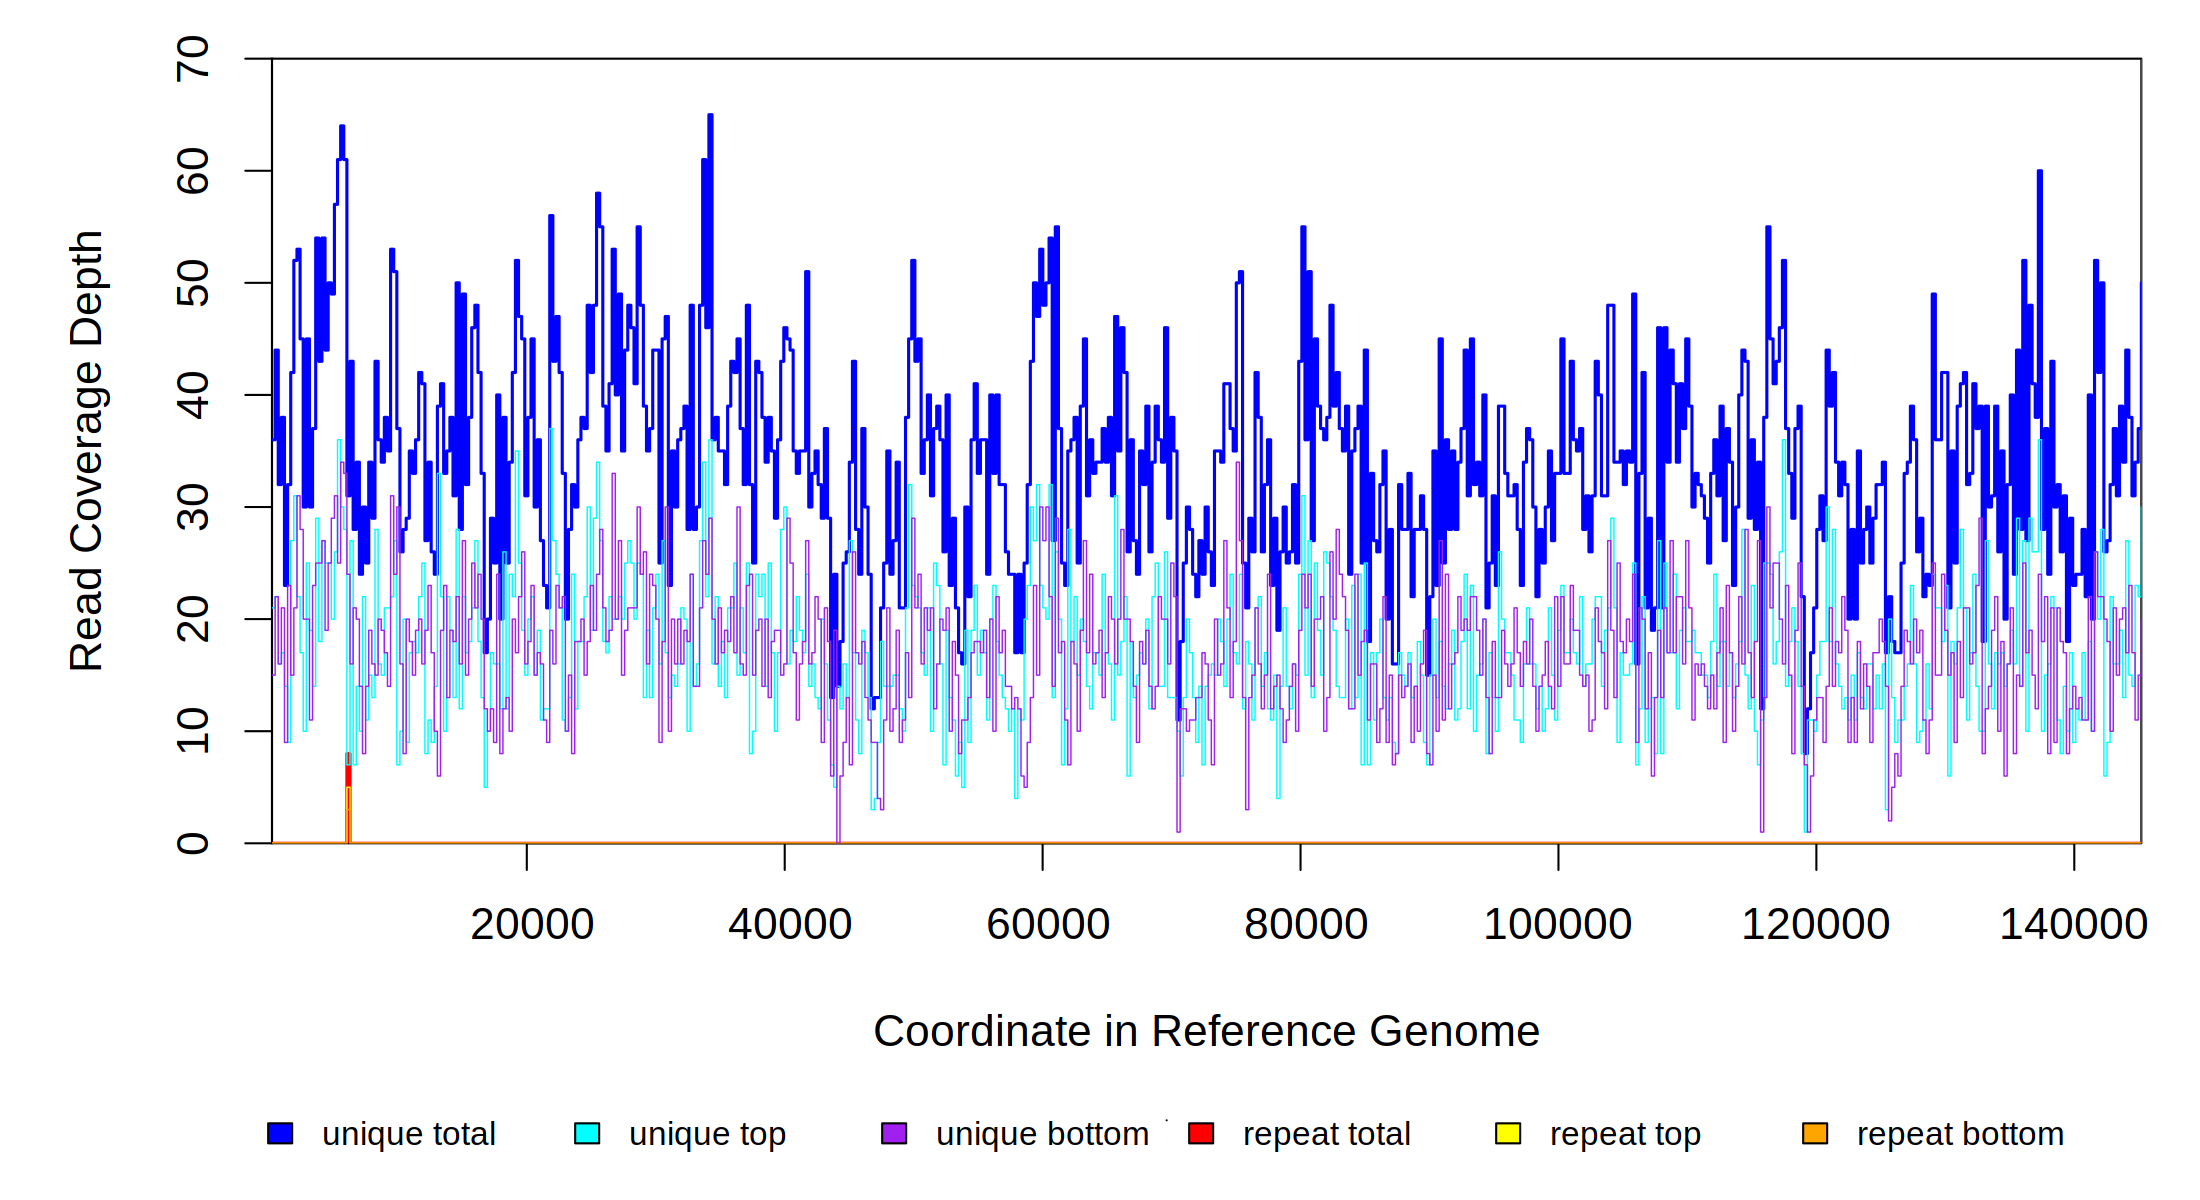 70
60
50
40
30
20
10
0
Read Coverage Depth
20000 40000 60000 80000 100000 120000 140000
Coordinate in Reference Genome
unique total unique top unique bottom repeat total repeat top repeat bottom